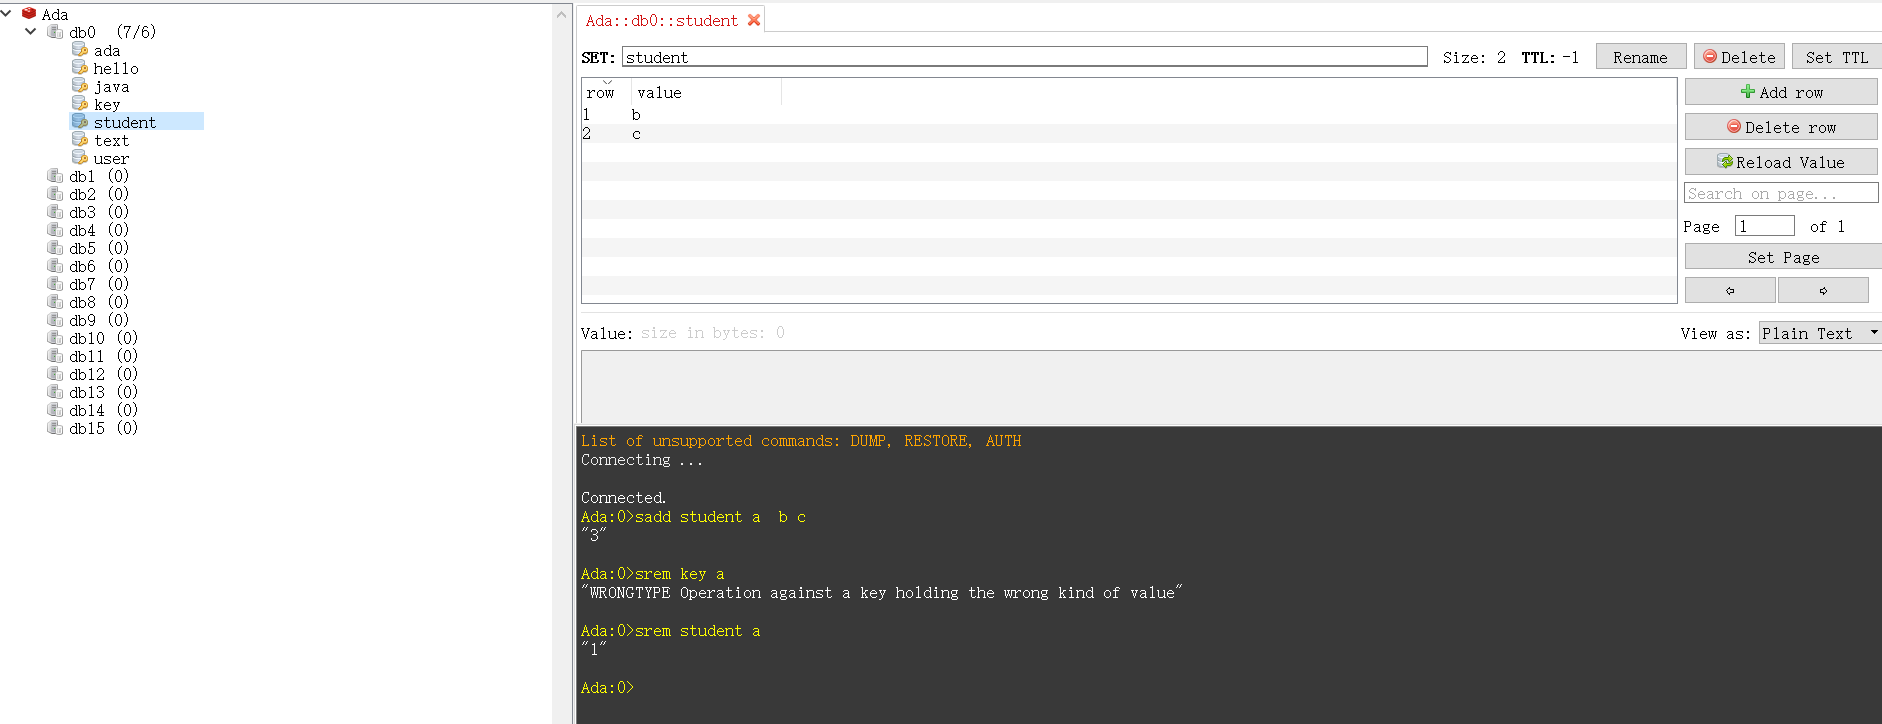 Ada
db0 (7/6)
ada
hello
java
key
student
text
user
db1 (0)
db2 (0)
db3 (0)
db4 (0)
db5 (0)
db6 (0)
db7 (0)
db8 (0)
db9 (0)
db10 (0)
db11 (0)
db12 (0)
db13 (0)
db14 (0)
db15 (0)
Ada::db0::student
SET: student Size: 2 TTL: -1 Rename Delete Set TTL
row value
1 b
2 c
Add row
Delete row
Reload Value
Search on page...
Page 1 of 1
Set Page
Value: size in bytes: 0 View as: Plain Text
List of unsupported commands: DUMP, RESTORE, AUTH
Connecting ...
Connected.
Ada:0>sadd student a  b c
"3"
Ada:0>srem key a
"WRONGTYPE Operation against a key holding the wrong kind of value"
Ada:0>srem student a
"1"
Ada:0>